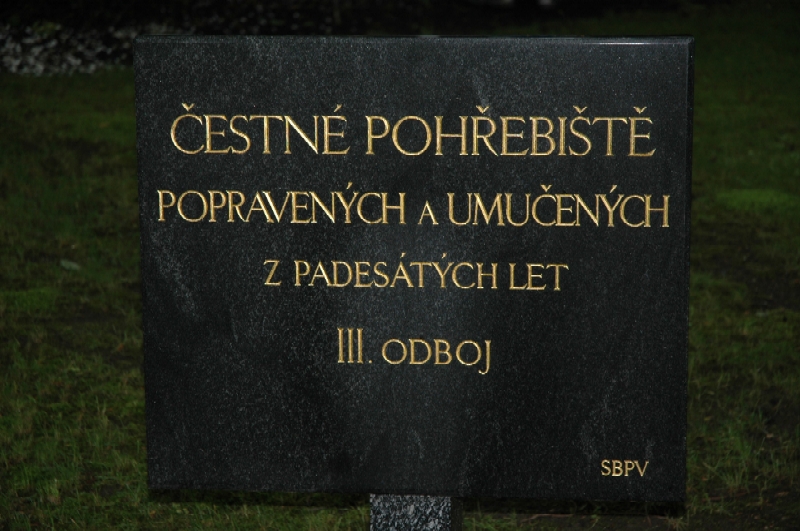 ČESTNÉ POHŘEBIŠTĚ
POPRAVENÝCH A UMUČENÝCH
Z PADESÁTÝCH LET
III. ODBOJ
SBPV